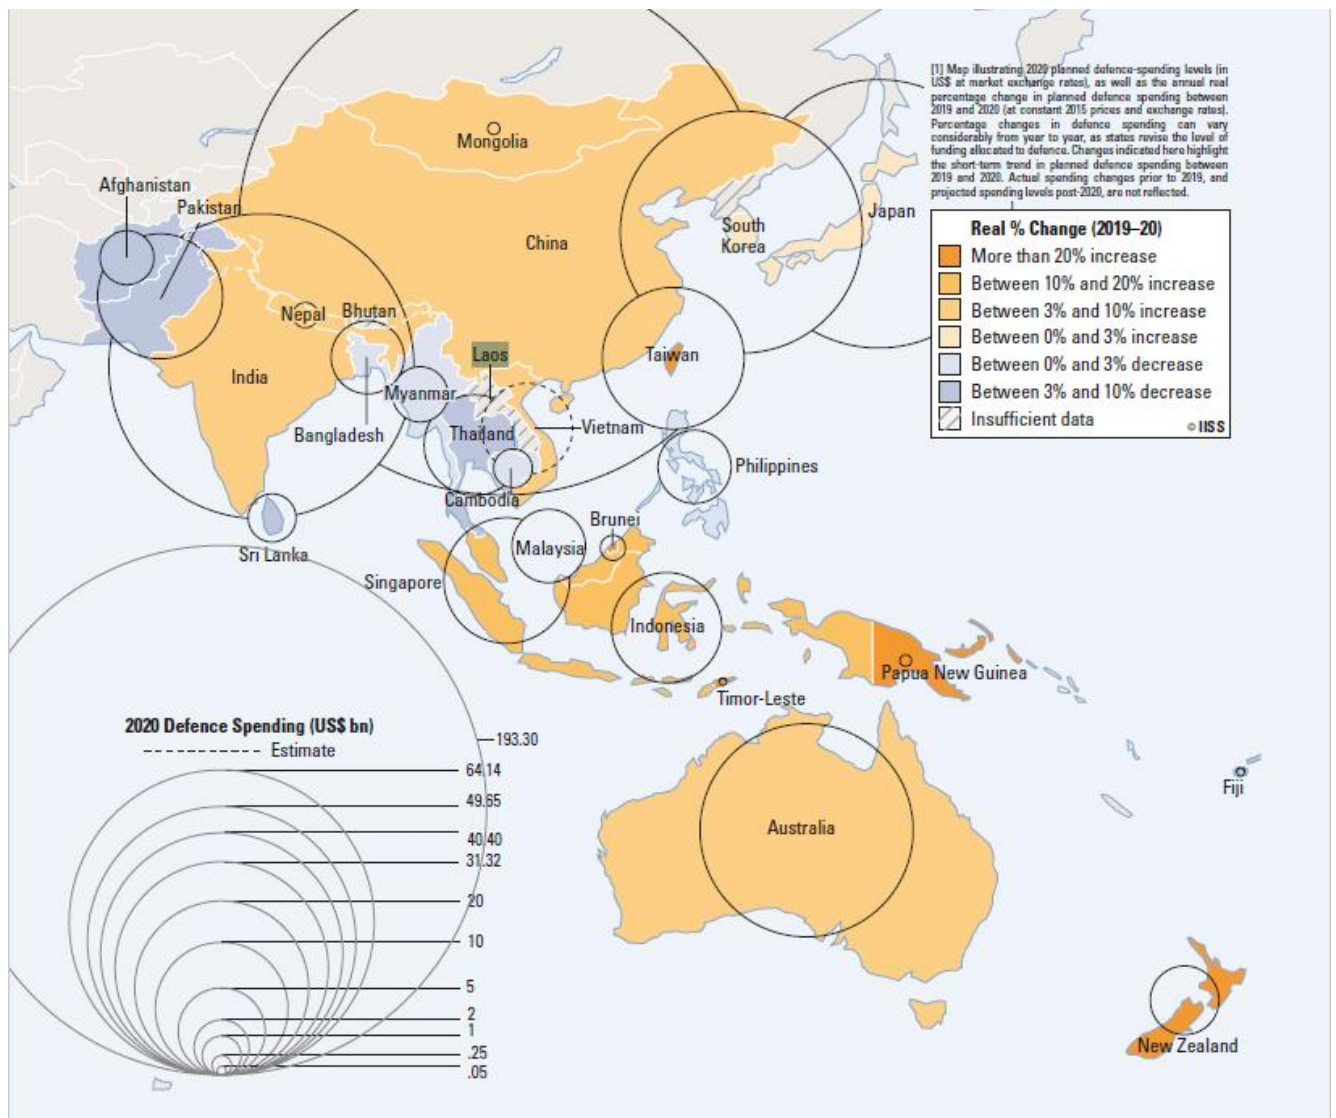 [1] Map illustrating 2020 planned defence-spending levels (in
US$ at market exchange rates), as well as the annual real
percentage change in planned defence spending between
2019 and 2020 (at constant 2015 prices and exchange rates).
Percentage changes in defence spending can vary
considerably from year to year, as states revise the level of
funding allocated to defence. Changes indicated here highlight
the short-term trend in planned defence spending between
2019 and 2020. Actual spending changes prior to 2019, and
projected spending levels post-2020, are not reflected.
Real % Change (2019–20)
More than 20% increase
Between 10% and 20% increase
Between 3% and 10% increase
Between 0% and 3% increase
Between 0% and 3% decrease
Between 3% and 10% decrease
Insufficient data
© IISS
Mongolia
Afghanistan
Pakistan
China
South
Korea
Japan
Nepal
Bhutan
India
Laos
Taiwan
Myanmar
Bangladesh
Thailand
Vietnam
Philippines
Cambodia
Sri Lanka
Brunei
Malaysia
Singapore
Indonesia
Papua New Guinea
Timor-Leste
Fiji
Australia
New Zealand
2020 Defence Spending (US$ bn)
Estimate
193.30
64.14
49.65
40.40
31.32
20
10
5
2
1
.25
.05